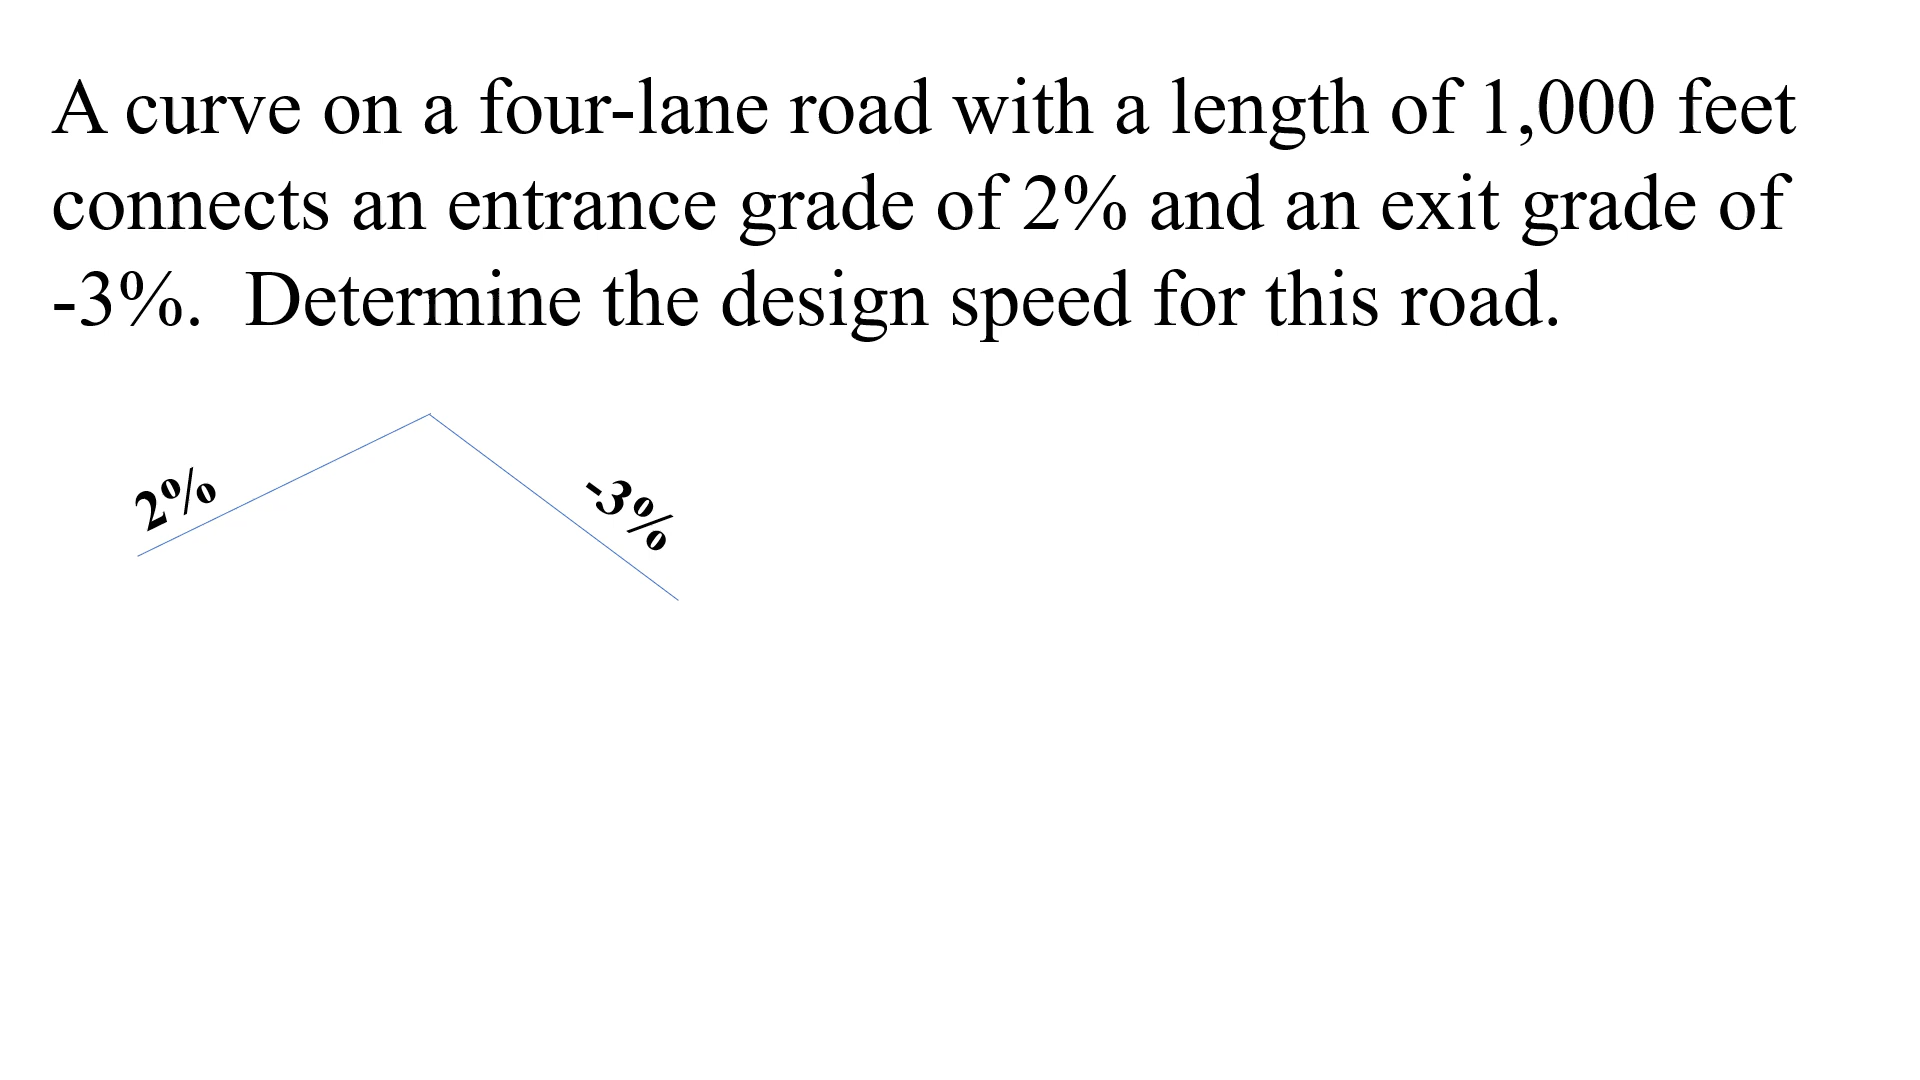 A curve on a four-lane road with a length of 1,000 feet
connects an entrance grade of 2% and an exit grade of
-3%.  Determine the design speed for this road.
2%
-3%